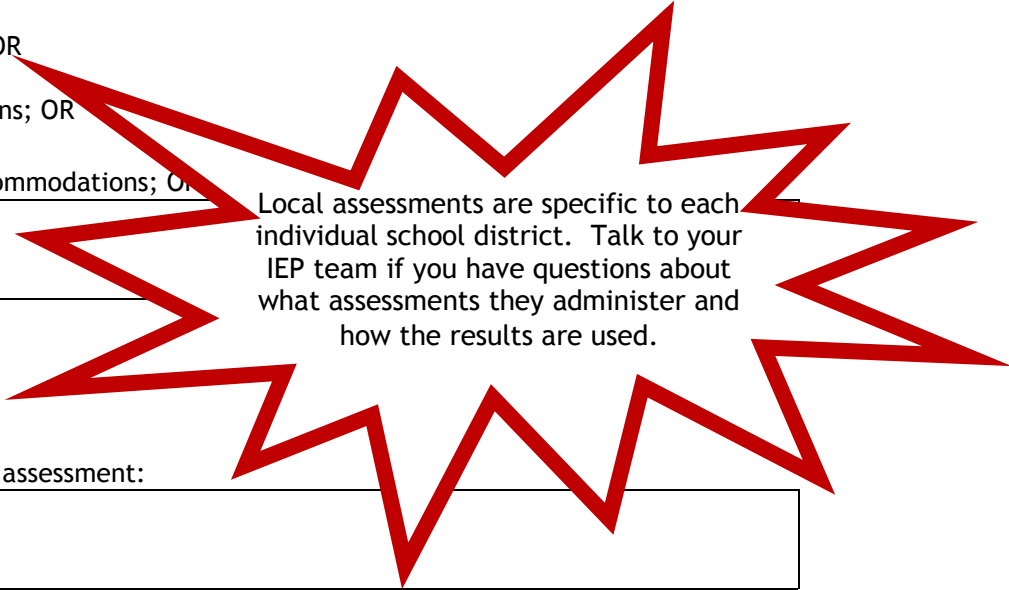 OR
ns; OR
ommodations; OR
Local assessments are specific to each
individual school district. Talk to your
IEP team if you have questions about
what assessments they administer and
how the results are used.
assessment: